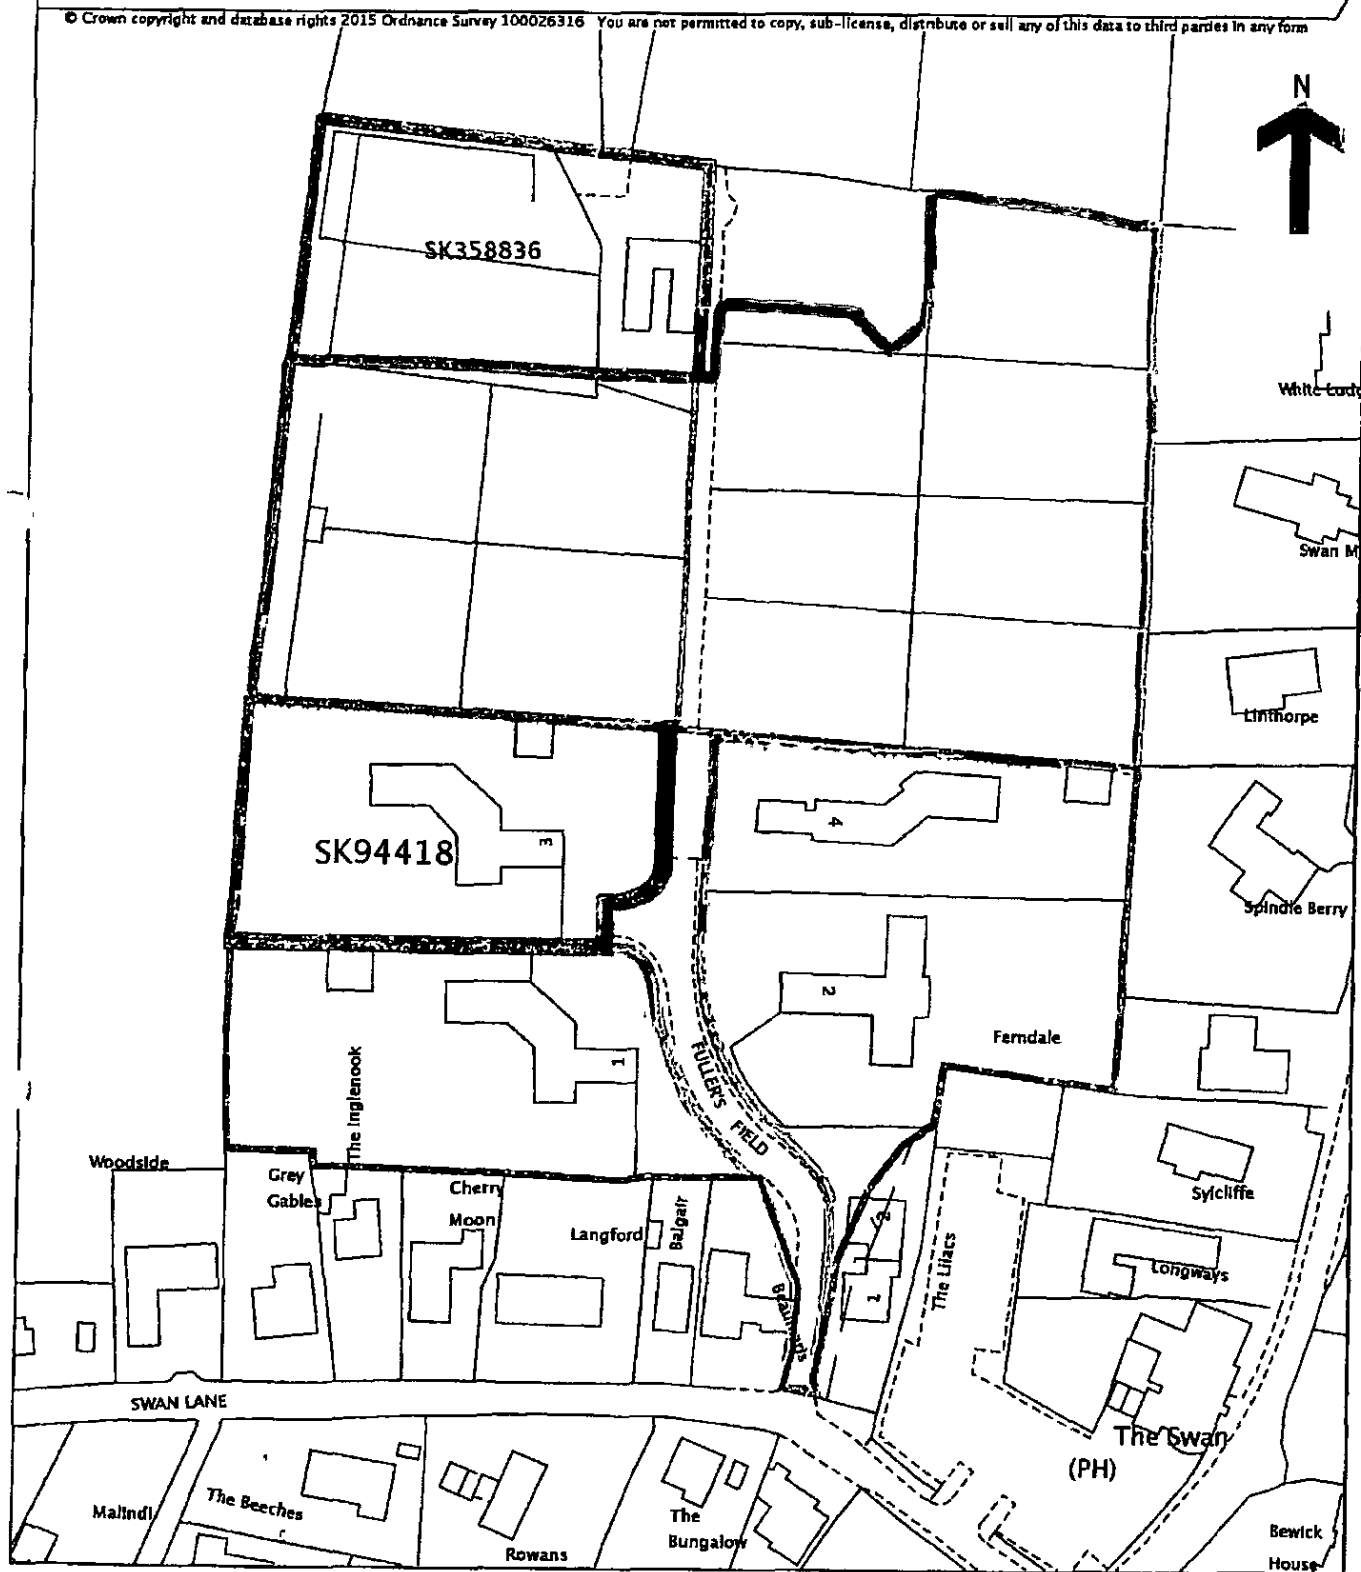 © Crown copyright and database rights 2015 Ordnance Survey 100026316 You are not permitted to copy, sub-license, distribute or sell any of this data to third parties in any form
N
SK358836
White
Swan M
Linthorpe
4
SK94418
3
Spindle Berry
2
Ferndale
FULLER'S
FIELD
1
The Inglenook
Woodside
Grey
Gables
Cherry
Moon
Langford
Balgair
2
1
The Lilacs
Sylcliffe
Longways
SWAN LANE
The Swan
(PH)
Malindi
The Beeches
Rowans
The
Bungalow
Bewick
House